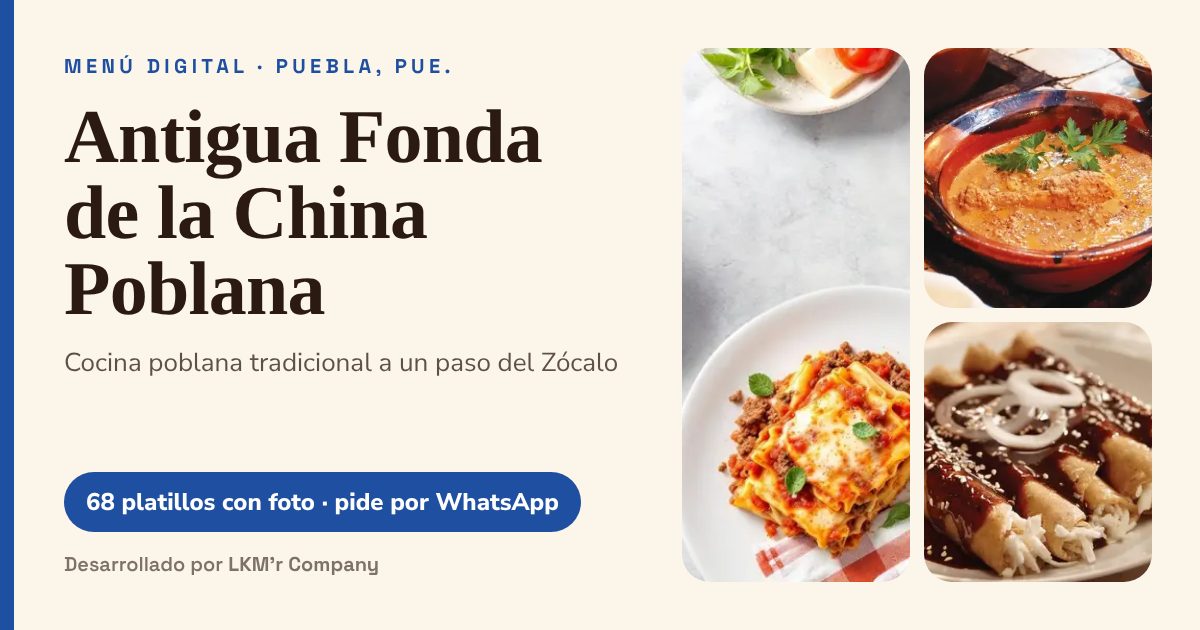 MENÚ DIGITAL · PUEBLA, PUE.
Antigua Fonda
de la China
Poblana
Cocina poblana tradicional a un paso del Zócalo
68 platillos con foto · pide por WhatsApp
Desarrollado por LKM’r Company